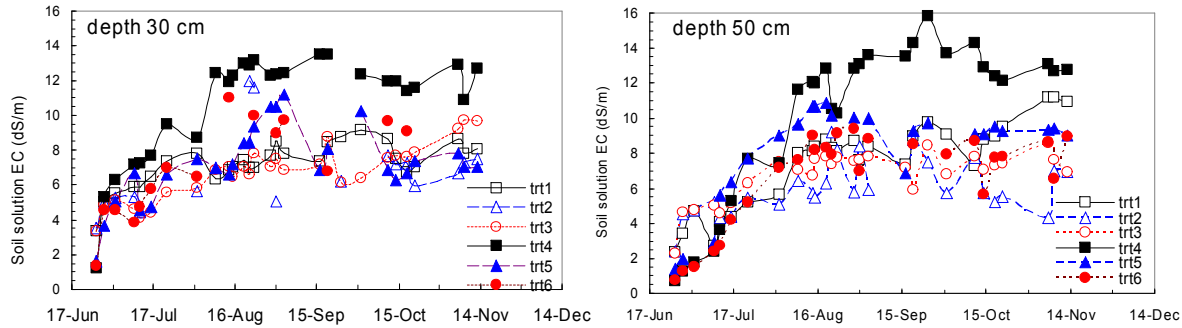 depth 30 cm
Soil solution EC (dS/m)
16
14
12
10
8
6
4
2
0
17-Jun 17-Jul 16-Aug 15-Sep 15-Oct 14-Nov 14-Dec
trt1
trt2
trt3
trt4
trt5
trt6
depth 50 cm
Soil solution EC (dS/m)
16
14
12
10
8
6
4
2
0
17-Jun 17-Jul 16-Aug 15-Sep 15-Oct 14-Nov 14-Dec
trt1
trt2
trt3
trt4
trt5
trt6